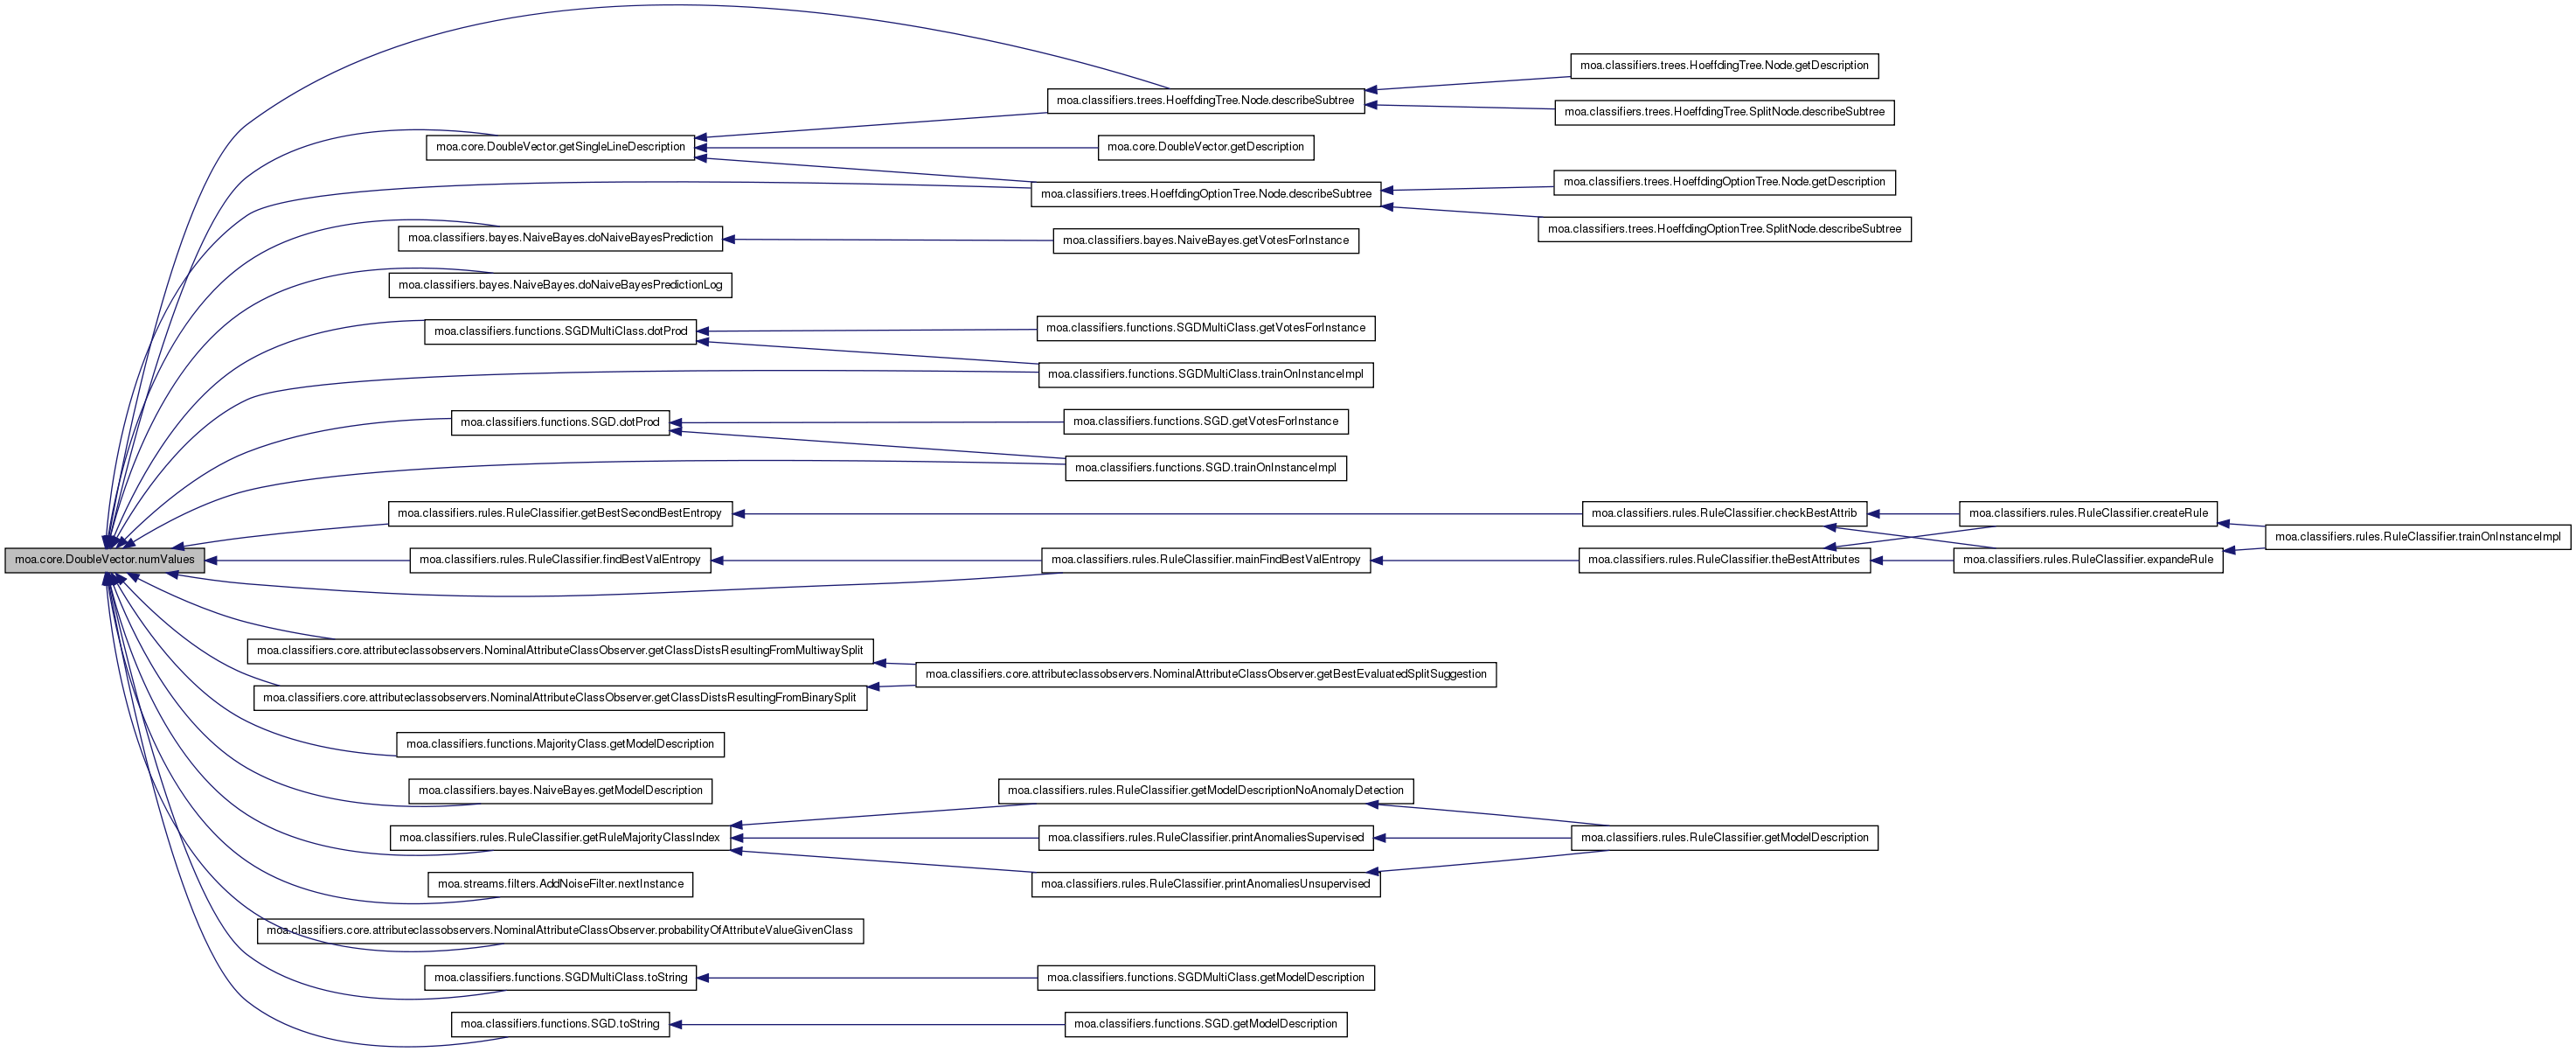 moa.classifiers.trees.HoeffdingTree.Node.getDescription
moa.classifiers.trees.HoeffdingTree.Node.describeSubtree
moa.classifiers.trees.HoeffdingTree.SplitNode.describeSubtree
moa.core.DoubleVector.getSingleLineDescription
moa.core.DoubleVector.getDescription
moa.classifiers.trees.HoeffdingOptionTree.Node.describeSubtree
moa.classifiers.trees.HoeffdingOptionTree.Node.getDescription
moa.classifiers.trees.HoeffdingOptionTree.SplitNode.describeSubtree
moa.classifiers.bayes.NaiveBayes.doNaiveBayesPrediction
moa.classifiers.bayes.NaiveBayes.getVotesForInstance
moa.classifiers.bayes.NaiveBayes.doNaiveBayesPredictionLog
moa.classifiers.functions.SGDMultiClass.dotProd
moa.classifiers.functions.SGDMultiClass.getVotesForInstance
moa.classifiers.functions.SGDMultiClass.trainOnInstanceImpl
moa.classifiers.functions.SGD.dotProd
moa.classifiers.functions.SGD.getVotesForInstance
moa.classifiers.functions.SGD.trainOnInstanceImpl
moa.classifiers.rules.RuleClassifier.getBestSecondBestEntropy
moa.classifiers.rules.RuleClassifier.checkBestAttrib
moa.classifiers.rules.RuleClassifier.createRule
moa.classifiers.rules.RuleClassifier.trainOnInstanceImpl
moa.core.DoubleVector.numValues
moa.classifiers.rules.RuleClassifier.findBestValEntropy
moa.classifiers.rules.RuleClassifier.mainFindBestValEntropy
moa.classifiers.rules.RuleClassifier.theBestAttributes
moa.classifiers.rules.RuleClassifier.expandeRule
moa.classifiers.core.attributeclassobservers.NominalAttributeClassObserver.getClassDistsResultingFromMultiwaySplit
moa.classifiers.core.attributeclassobservers.NominalAttributeClassObserver.getBestEvaluatedSplitSuggestion
moa.classifiers.core.attributeclassobservers.NominalAttributeClassObserver.getClassDistsResultingFromBinarySplit
moa.classifiers.functions.MajorityClass.getModelDescription
moa.classifiers.bayes.NaiveBayes.getModelDescription
moa.classifiers.rules.RuleClassifier.getModelDescriptionNoAnomalyDetection
moa.classifiers.rules.RuleClassifier.getRuleMajorityClassIndex
moa.classifiers.rules.RuleClassifier.printAnomaliesSupervised
moa.classifiers.rules.RuleClassifier.getModelDescription
moa.classifiers.rules.RuleClassifier.printAnomaliesUnsupervised
moa.streams.filters.AddNoiseFilter.nextInstance
moa.classifiers.core.attributeclassobservers.NominalAttributeClassObserver.probabilityOfAttributeValueGivenClass
moa.classifiers.functions.SGDMultiClass.toString
moa.classifiers.functions.SGDMultiClass.getModelDescription
moa.classifiers.functions.SGD.toString
moa.classifiers.functions.SGD.getModelDescription